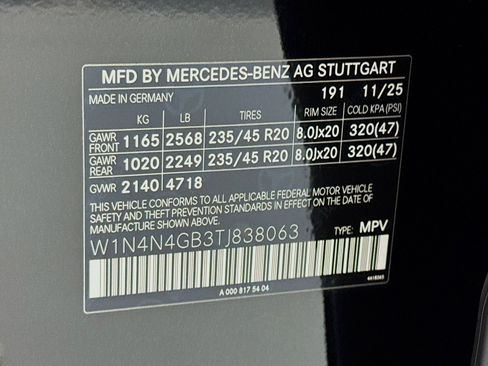 MFD BY MERCEDES-BENZ AG STUTTGART
MADE IN GERMANY 191 11/25
KG LB TIRES RIM SIZE COLD KPA (PSI)
GAWR FRONT 1165 2568 235/45 R20 8.0Jx20 320(47)
GAWR REAR 1020 2249 235/45 R20 8.0Jx20 320(47)
GVWR 2140 4718
THIS VEHICLE CONFORMS TO ALL APPLICABLE FEDERAL MOTOR VEHICLE
SAFETY AND THEFT PREVENTION STANDARDS IN EFFECT ON THE DATE OF
MANUFACTURE SHOWN ABOVE.
W1N4N4GB3TJ838063 TYPE: MPV
A 000 817 54 04